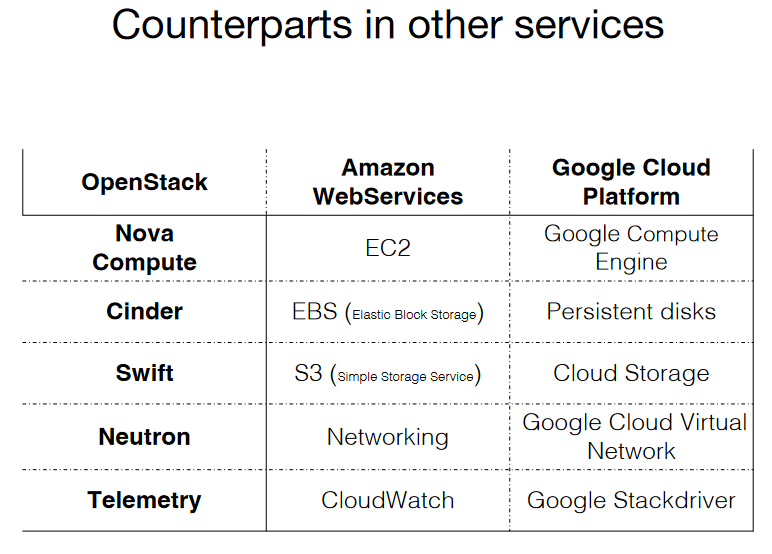 Counterparts in other services
OpenStack
Amazon
WebServices
Google Cloud
Platform
Nova
Compute
EC2
Google Compute
Engine
Cinder
EBS (Elastic Block Storage)
Persistent disks
Swift
S3 (Simple Storage Service)
Cloud Storage
Neutron
Networking
Google Cloud Virtual
Network
Telemetry
CloudWatch
Google Stackdriver